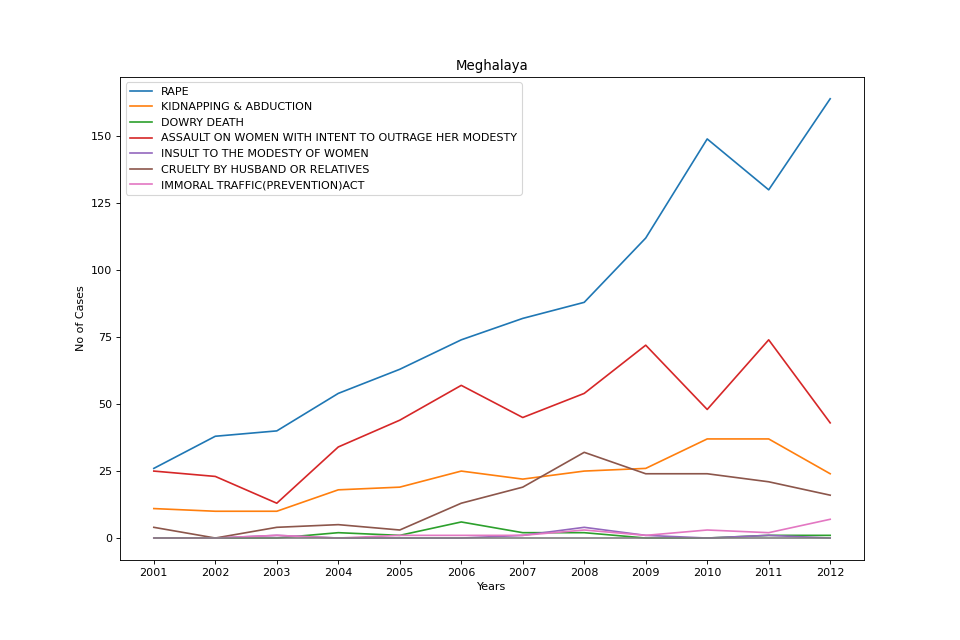 Meghalaya
RAPE
KIDNAPPING & ABDUCTION
DOWRY DEATH
ASSAULT ON WOMEN WITH INTENT TO OUTRAGE HER MODESTY
INSULT TO THE MODESTY OF WOMEN
CRUELTY BY HUSBAND OR RELATIVES
IMMORAL TRAFFIC(PREVENTION)ACT
150
125
100
75
50
25
0
No of Cases
2001 2002 2003 2004 2005 2006 2007 2008 2009 2010 2011 2012
Years